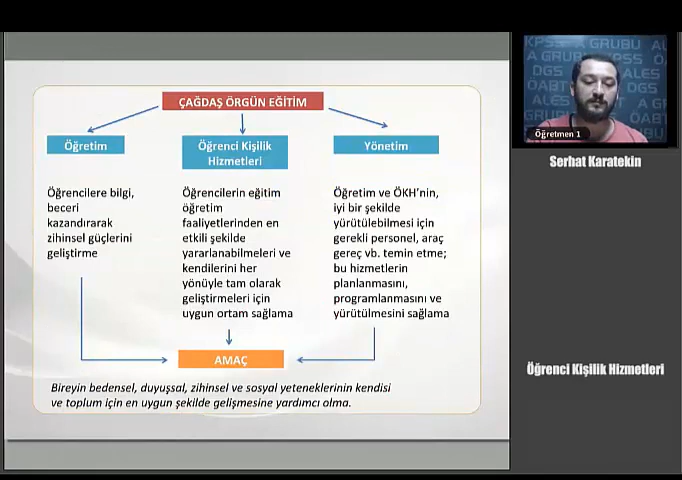 ÇAĞDAŞ ÖRGÜN EĞİTİM
Öğretim
Öğrencilere bilgi,
beceri
kazandırarak
zihinsel güçlerini
geliştirme
Öğrenci Kişilik
Hizmetleri
Öğrencilerin eğitim
öğretim
faaliyetlerinden en
etkili şekilde
yararlanabilmeleri ve
kendilerini her
yönüyle tam olarak
geliştirmeleri için
uygun ortam sağlama
Yönetim
Öğretim ve ÖKH'nin,
iyi bir şekilde
yürütülebilmesi için
gerekli personel, araç
gereç vb. temin etme;
bu hizmetlerin
planlanmasını,
programlanmasını ve
yürütülmesini sağlama
AMAÇ
Bireyin bedensel, duyuşsal, zihinsel ve sosyal yeteneklerinin kendisi
ve toplum için en uygun şekilde gelişmesine yardımcı olma.
KPSS A GRUBU
A GRUBU
DGS
ALES
ÖABT
ALES
Öğretmen 1
Serhat Karatekin
Öğrenci Kişilik Hizmetleri